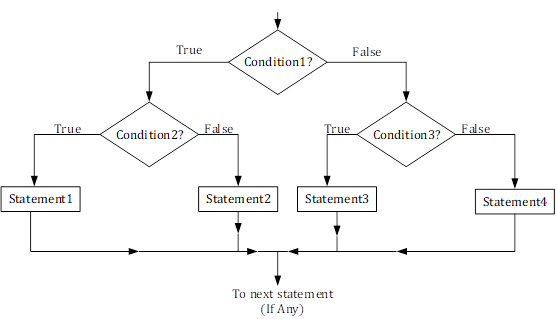 True
False
Condition1?
True
Condition2?
False
True
Condition3?
False
Statement1
Statement2
Statement3
Statement4
To next statement
(If Any)